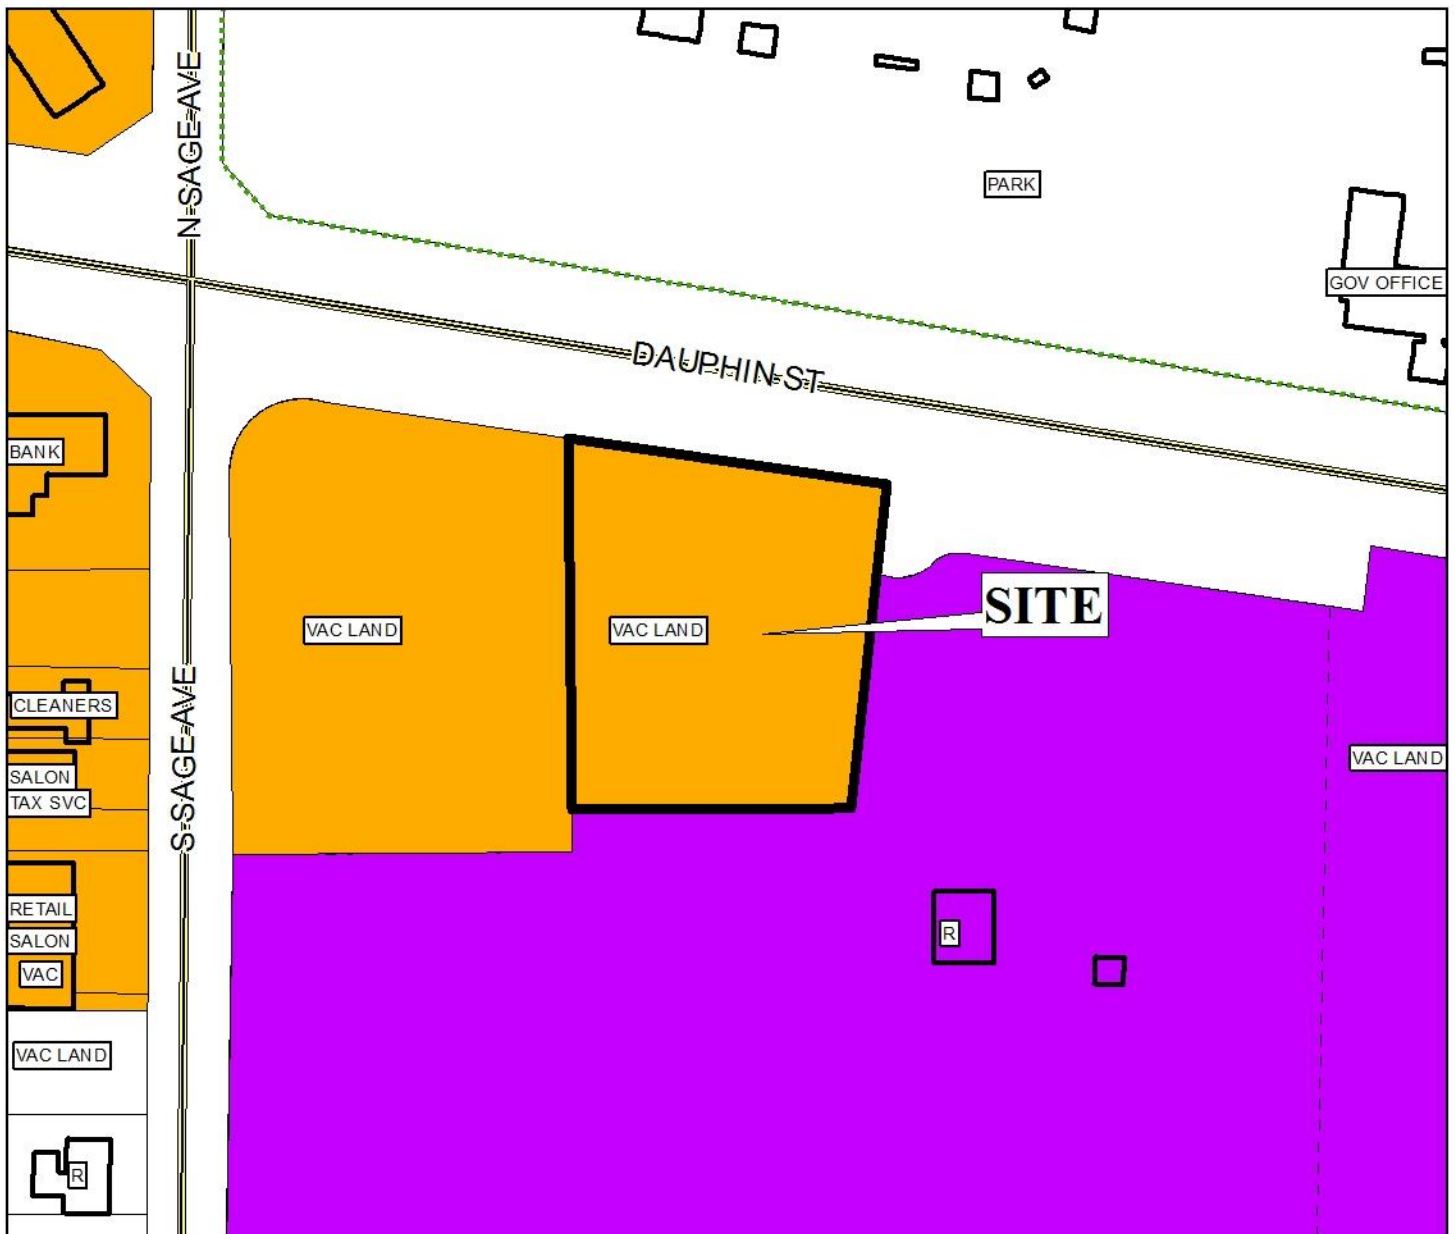 N SAGE AVE
PARK
GOV OFFICE
DAUPHIN ST
BANK
VAC LAND
VAC LAND
SITE
S SAGE AVE
CLEANERS
VAC LAND
SALON
TAX SVC
RETAIL
SALON
VAC
R
VAC LAND
R